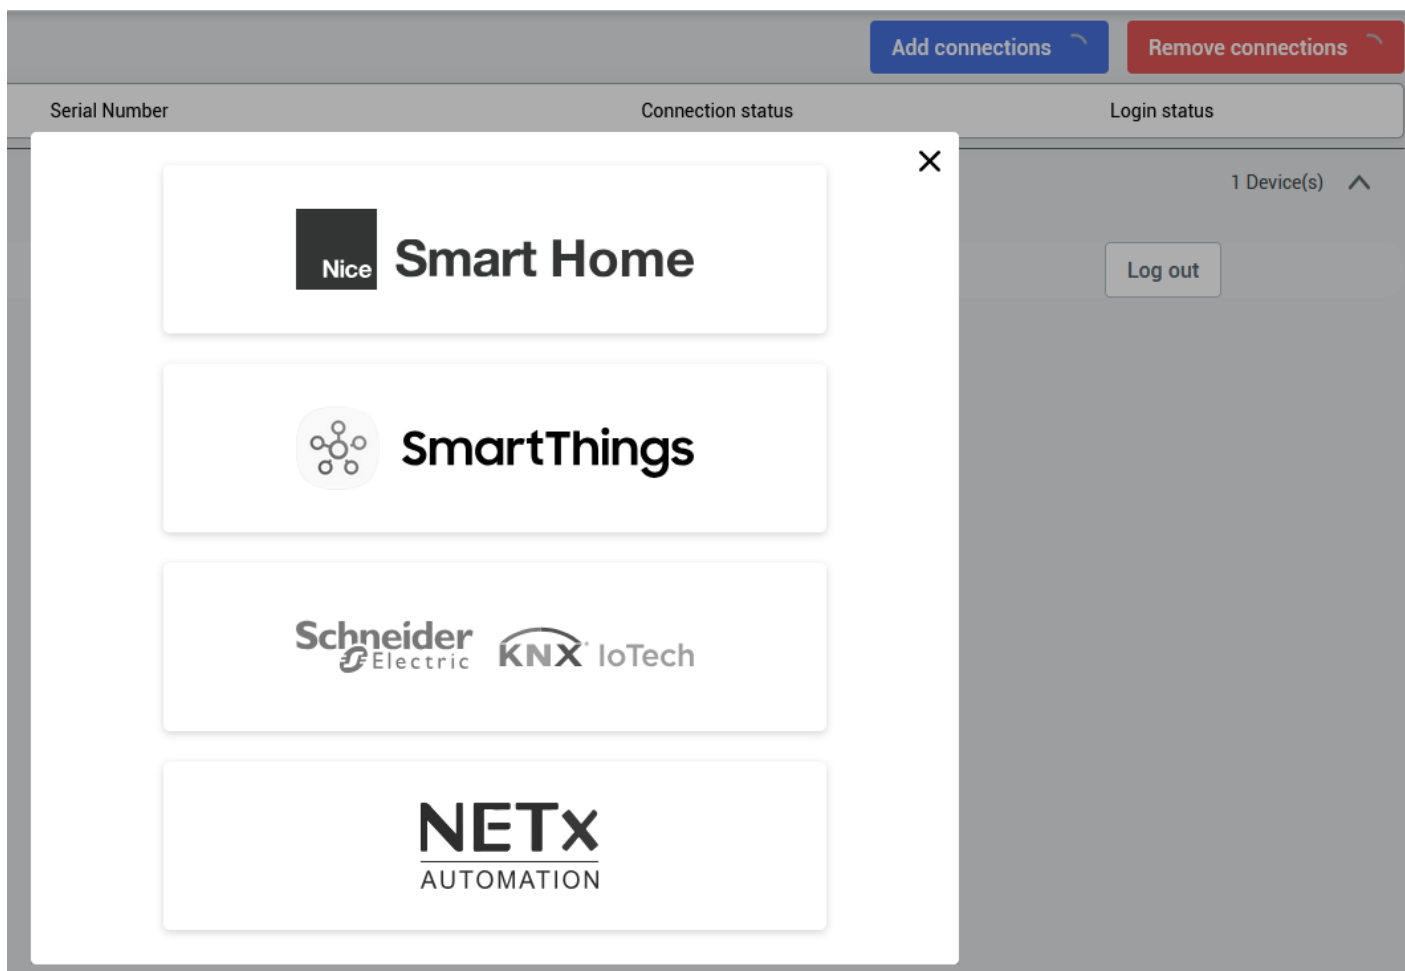 Add connections
Remove connections
Serial Number
Connection status
Login status
1 Device(s)
Log out
Nice
Smart Home
SmartThings
Schneider
Electric
KNX IoTech
NETx
AUTOMATION